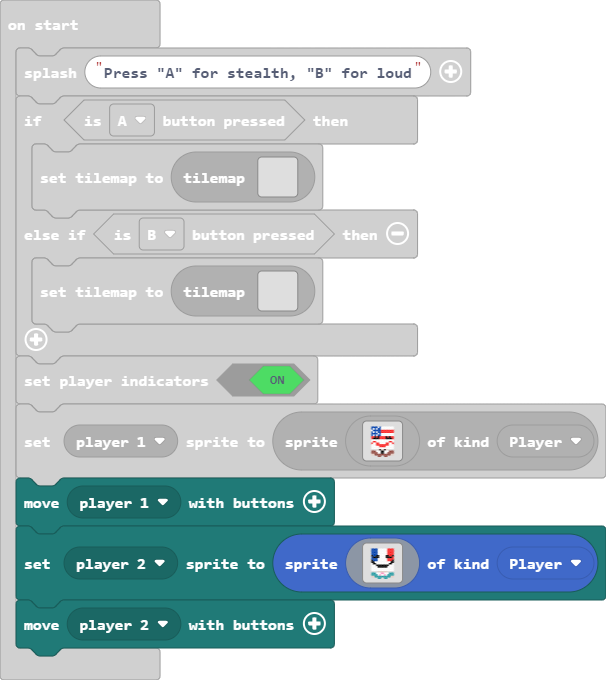 on start
splash "Press "A" for stealth, "B" for loud"
if is A button pressed then
set tilemap to tilemap
else if is B button pressed then
set tilemap to tilemap
set player indicators ON
set player 1 sprite to sprite of kind Player
move player 1 with buttons
set player 2 sprite to sprite of kind Player
move player 2 with buttons